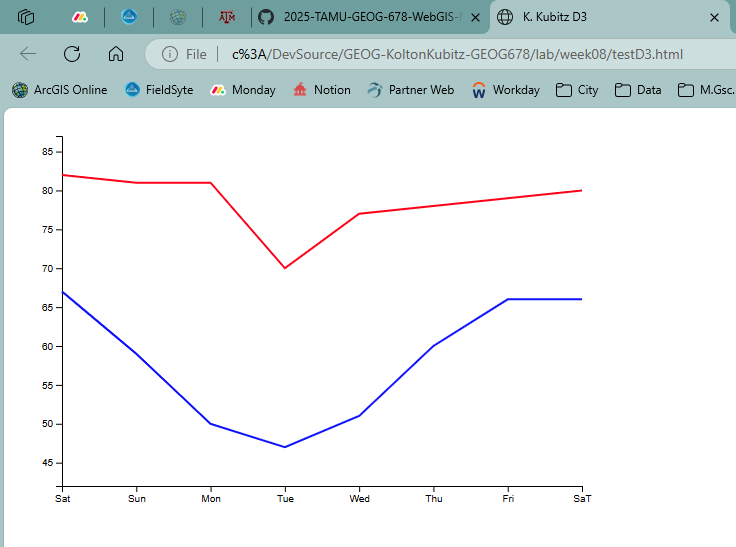 2025-TAMU-GEOG-678-WebGIS- K. Kubitz D3
File c%3A/DevSource/GEOG-KoltonKubitz-GEOG678/lab/week08/testD3.html
ArcGIS Online FieldSyte Monday Notion Partner Web Workday City Data M.Gsc.
85
80
75
70
65
60
55
50
45
Sat Sun Mon Tue Wed Thu Fri SaT